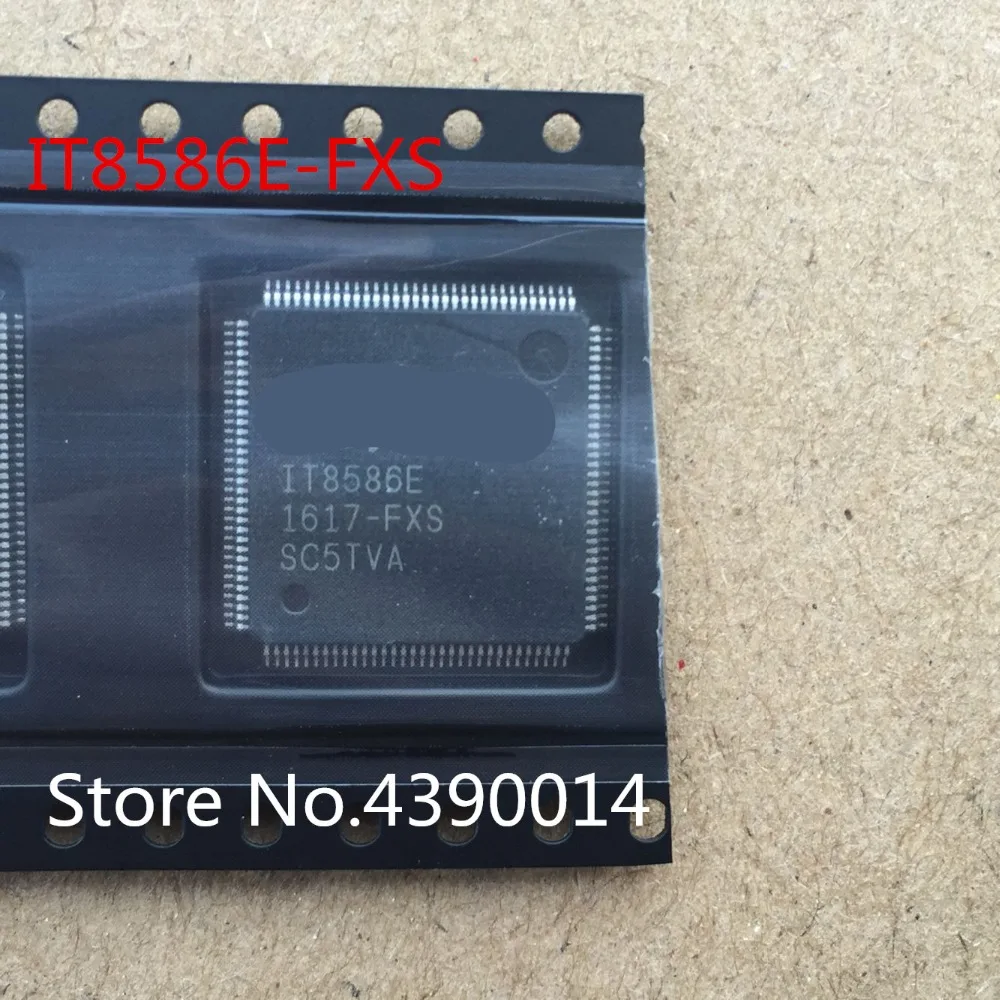 IT8586E-FXS
IT8586E
1617-FXS
SC5TVA
Store No.4390014